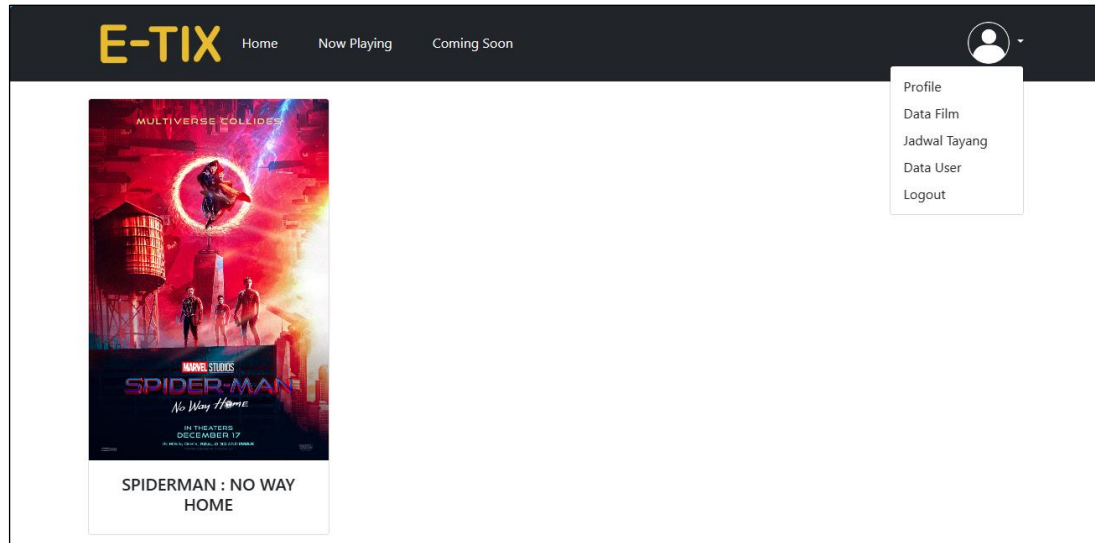 E-TIX
Home
Now Playing
Coming Soon
Profile
Data Film
Jadwal Tayang
Data User
Logout
MULTIVERSE COLLIDES
MARVEL STUDIOS
SPIDER-MAN
No Way Home
IN THEATERS
DECEMBER 17
SPIDERMAN : NO WAY
HOME